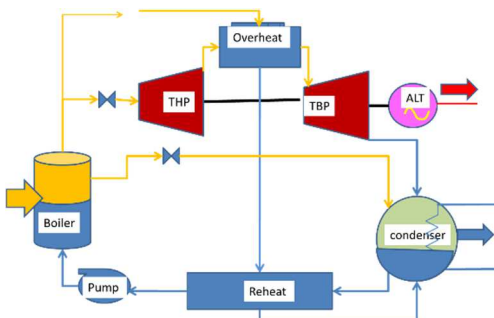 Overheat
THP
TBP
ALT
Boiler
condenser
Pump
Reheat